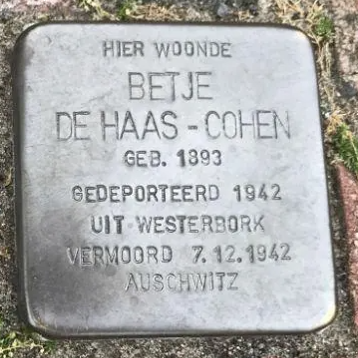 HIER WOONDE
BETJE
DE HAAS - COHEN
GEB. 1893
GEDEPORTEERD 1942
UIT WESTERBORK
VERMOORD 7.12.1942
AUSCHWITZ